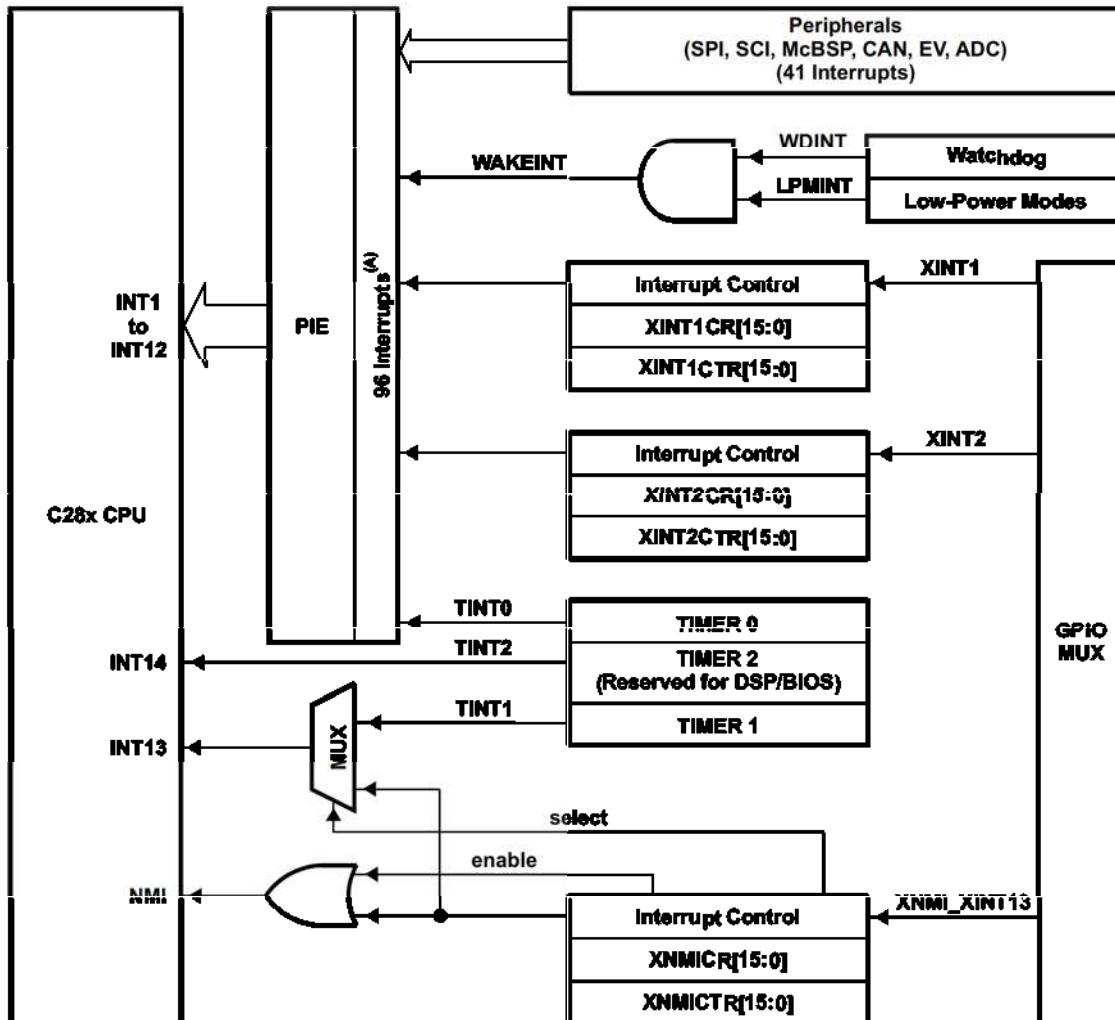 Peripherals
(SPI, SCI, McBSP, CAN, EV, ADC)
(41 Interrupts)
WDINT
Watchdog
WAKEINT
LPMINT
Low-Power Modes
XINT1
Interrupt Control
INT1
to
INT12
PIE
96 Interrupts(A)
XINT1CR[15:0]
XINT1CTR[15:0]
XINT2
Interrupt Control
C28x CPU
XINT2CR[15:0]
XINT2CTR[15:0]
TINT0
TIMER 0
GPIO
MUX
INT14
TINT2
TIMER 2
(Reserved for DSP/BIOS)
TINT1
TIMER 1
INT13
MUX
select
enable
NMI
XNMI_XINT13
Interrupt Control
XNMICR[15:0]
XNMICTR[15:0]